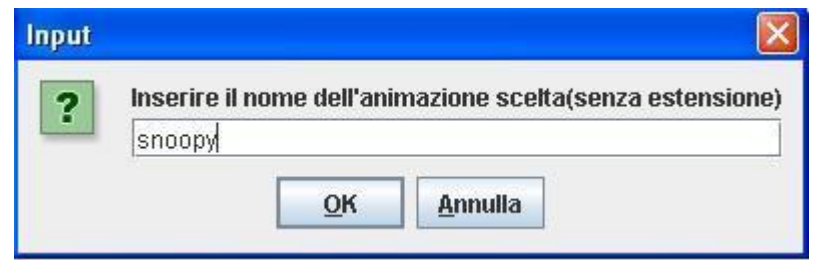 Input
?
Inserire il nome dell'animazione scelta(senza estensione)
snoopy
OK Annulla